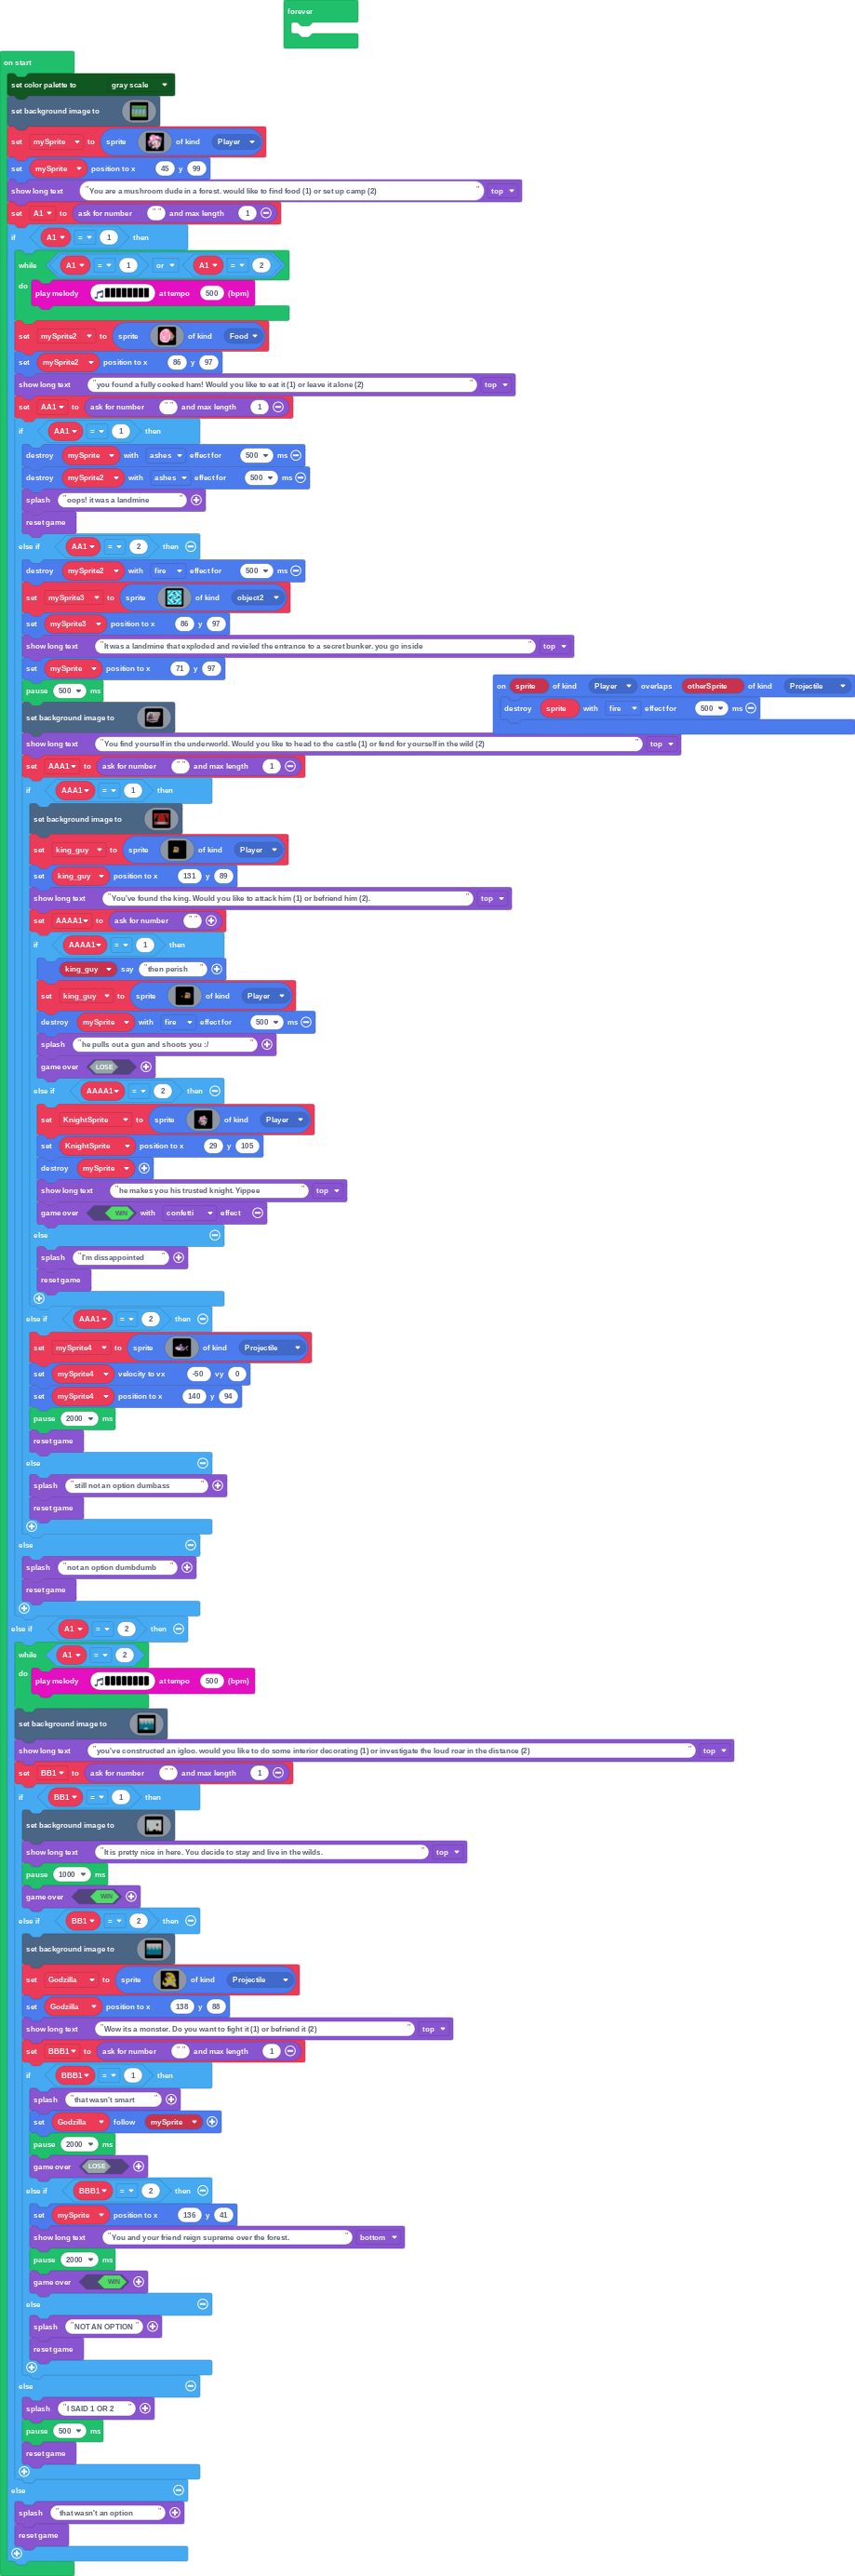 forever
on start
set color palette to gray scale
set background image to
set mySprite to sprite of kind Player
set mySprite position to x 45 y 99
show long text "You are a mushroom dude in a forest. would like to find food (1) or set up camp (2)" top
set A1 to ask for number "" and max length 1
if A1 = 1 then
while A1 = 1 or A1 = 2
do play melody at tempo 500 (bpm)
set mySprite2 to sprite of kind Food
set mySprite2 position to x 86 y 97
show long text "you found a fully cooked ham! Would you like to eat it (1) or leave it alone (2)" top
set AA1 to ask for number "" and max length 1
if AA1 = 1 then
destroy mySprite with ashes effect for 500 ms
destroy mySprite2 with ashes effect for 500 ms
splash "oops! it was a landmine"
reset game
else if AA1 = 2 then
destroy mySprite2 with fire effect for 500 ms
set mySprite3 to sprite of kind object2
set mySprite3 position to x 86 y 97
show long text "It was a landmine that exploded and revieled the entrance to a secret bunker. you go inside" top
set mySprite position to x 71 y 97
on sprite of kind Player overlaps otherSprite of kind Projectile
pause 500 ms
destroy sprite with fire effect for 500 ms
set background image to
show long text "You find yourself in the underworld. Would you like to head to the castle (1) or fend for yourself in the wild (2)" top
set AAA1 to ask for number "" and max length 1
if AAA1 = 1 then
set background image to
set king_guy to sprite of kind Player
set king_guy position to x 131 y 89
show long text "You've found the king. Would you like to attack him (1) or befriend him (2)." top
set AAAA1 to ask for number ""
if AAAA1 = 1 then
king_guy say "then perish"
set king_guy to sprite of kind Player
destroy mySprite with fire effect for 500 ms
splash "he pulls out a gun and shoots you :/"
game over LOSE
else if AAAA1 = 2 then
set KnightSprite to sprite of kind Player
set KnightSprite position to x 29 y 105
destroy mySprite
show long text "he makes you his trusted knight. Yippee" top
game over WIN with confetti effect
else
splash "I'm dissappointed"
reset game
else if AAA1 = 2 then
set mySprite4 to sprite of kind Projectile
set mySprite4 velocity to vx -50 vy 0
set mySprite4 position to x 140 y 94
pause 2000 ms
reset game
else
splash "still not an option dumbass"
reset game
else
splash "not an option dumbdumb"
reset game
else if A1 = 2 then
while A1 = 2
do play melody at tempo 500 (bpm)
set background image to
show long text "you've constructed an igloo. would you like to do some interior decorating (1) or investigate the loud roar in the distance (2)" top
set BB1 to ask for number "" and max length 1
if BB1 = 1 then
set background image to
show long text "It is pretty nice in here. You decide to stay and live in the wilds." top
pause 1000 ms
game over WIN
else if BB1 = 2 then
set background image to
set Godzilla to sprite of kind Projectile
set Godzilla position to x 138 y 88
show long text "Wow its a monster. Do you want to fight it (1) or befriend it (2)" top
set BBB1 to ask for number "" and max length 1
if BBB1 = 1 then
splash "that wasn't smart"
set Godzilla follow mySprite
pause 2000 ms
game over LOSE
else if BBB1 = 2 then
set mySprite position to x 136 y 41
show long text "You and your friend reign supreme over the forest." bottom
pause 2000 ms
game over WIN
else
splash "NOT AN OPTION"
reset game
else
splash "I SAID 1 OR 2"
pause 500 ms
reset game
else
splash "that wasn't an option"
reset game